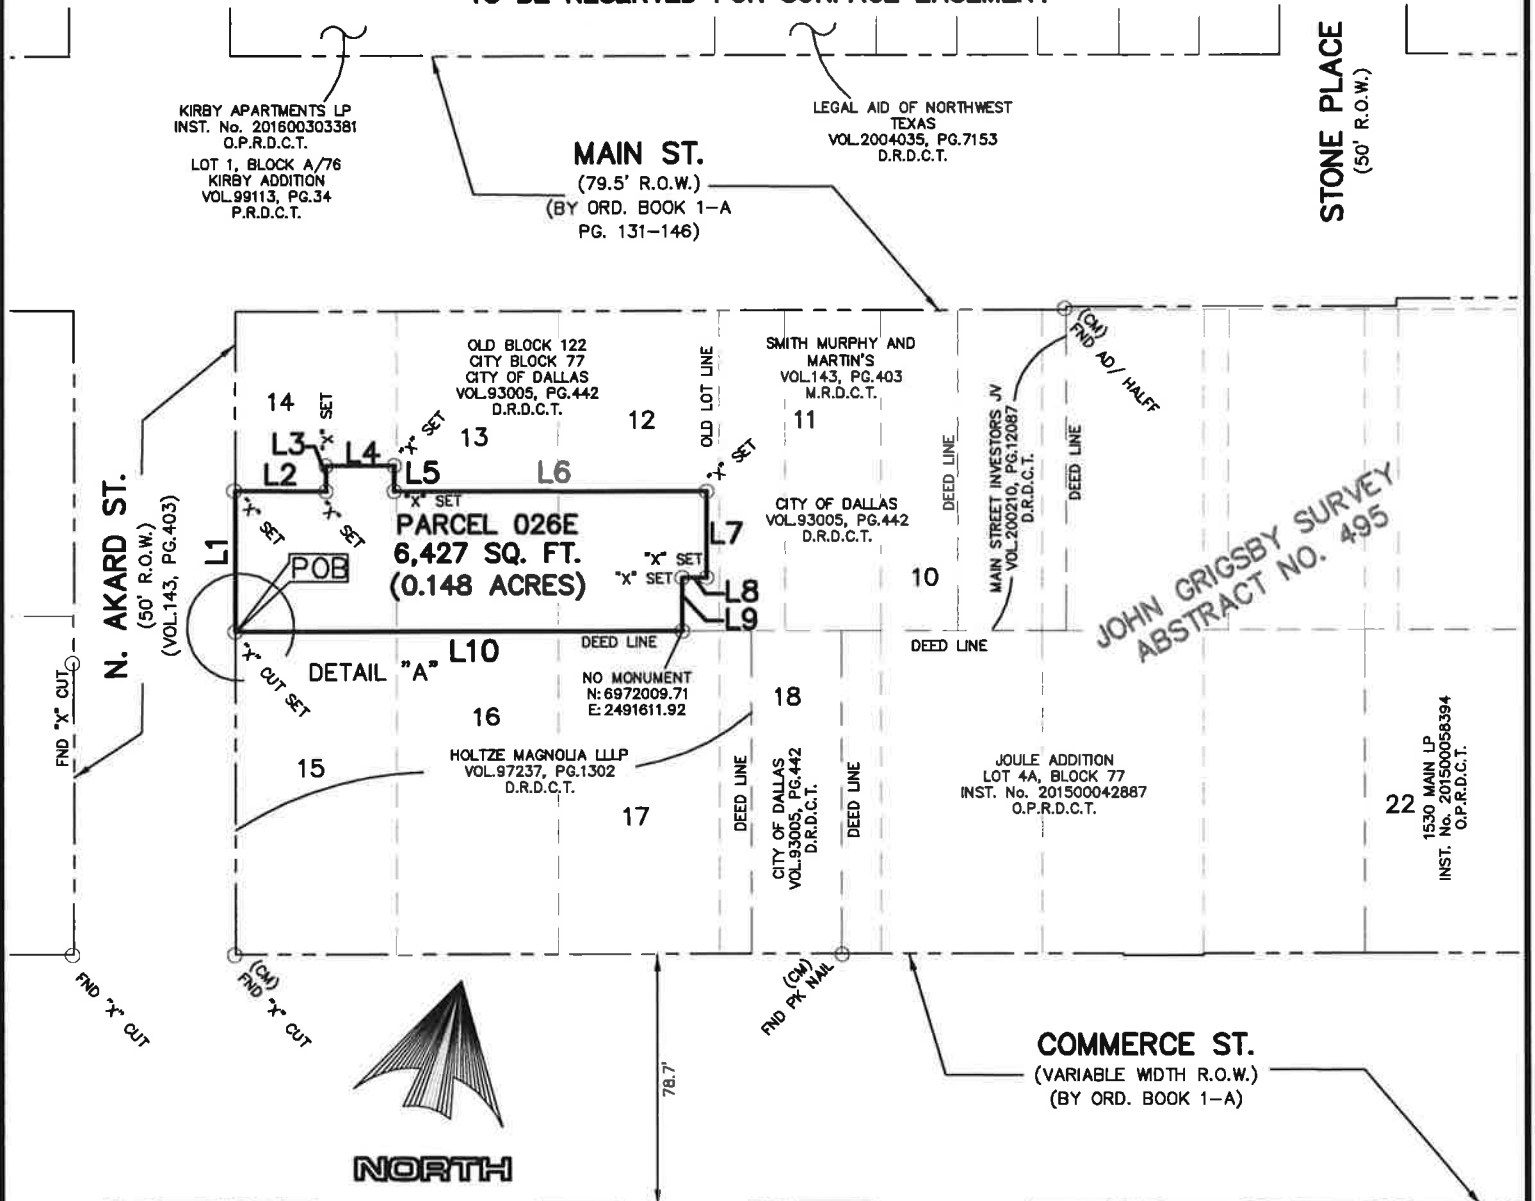 TO BE RESERVED FOR SURFACE EASEMENT
KIRBY APARTMENTS LP
INST. No. 201600303381
O.P.R.D.C.T.
LOT 1, BLOCK A/76
KIRBY ADDITION
VOL.99113, PG.34
P.R.D.C.T.
MAIN ST.
(79.5' R.O.W.)
(BY ORD. BOOK 1-A
PG. 131-146)
LEGAL AID OF NORTHWEST
TEXAS
VOL.2004035, PG.7153
D.R.D.C.T.
STONE PLACE
(50' R.O.W.)
N. AKARD ST.
(50' R.O.W.)
(VOL.143, PG.403)
OLD BLOCK 122
CITY BLOCK 77
CITY OF DALLAS
VOL.93005, PG.442
D.R.D.C.T.
OLD LOT LINE
SMITH MURPHY AND
MARTIN'S
VOL.143, PG.403
M.R.D.C.T.
(CM)
FND AD/ HALFF
14
13
12
11
10
"X" SET
"X" SET
"X" SET
L3
L4
L2
L5
L6
"X" SET
"X" SET
"X" SET
L1
L7
PARCEL 026E
6,427 SQ. FT.
(0.148 ACRES)
POB
"X" SET
"X" SET
L8
L9
L10
CITY OF DALLAS
VOL.93005, PG.442
D.R.D.C.T.
DEED LINE
MAIN STREET INVESTORS JV
VOL.2000210, PG.12087
D.R.D.C.T.
DEED LINE
JOHN GRIGSBY SURVEY
ABSTRACT NO. 495
DEED LINE
DEED LINE
DETAIL "A"
"X" CUT SET
NO MONUMENT
N:6972009.71
E:2491611.92
FND "X" CUT
15
16
17
18
HOLTZE MAGNOLIA LLLP
VOL.97237, PG.1302
D.R.D.C.T.
DEED LINE
CITY OF DALLAS
VOL.93005, PG.442
D.R.D.C.T.
DEED LINE
JOULE ADDITION
LOT 4A, BLOCK 77
INST. No. 201500042887
O.P.R.D.C.T.
22
1530 MAIN LP
INST. No. 201500058394
O.P.R.D.C.T.
FND "X" CUT
(CM)
FND "X" CUT
(CM)
FND PK NAIL
78.7'
COMMERCE ST.
(VARIABLE WIDTH R.O.W.)
(BY ORD. BOOK 1-A)
NORTH